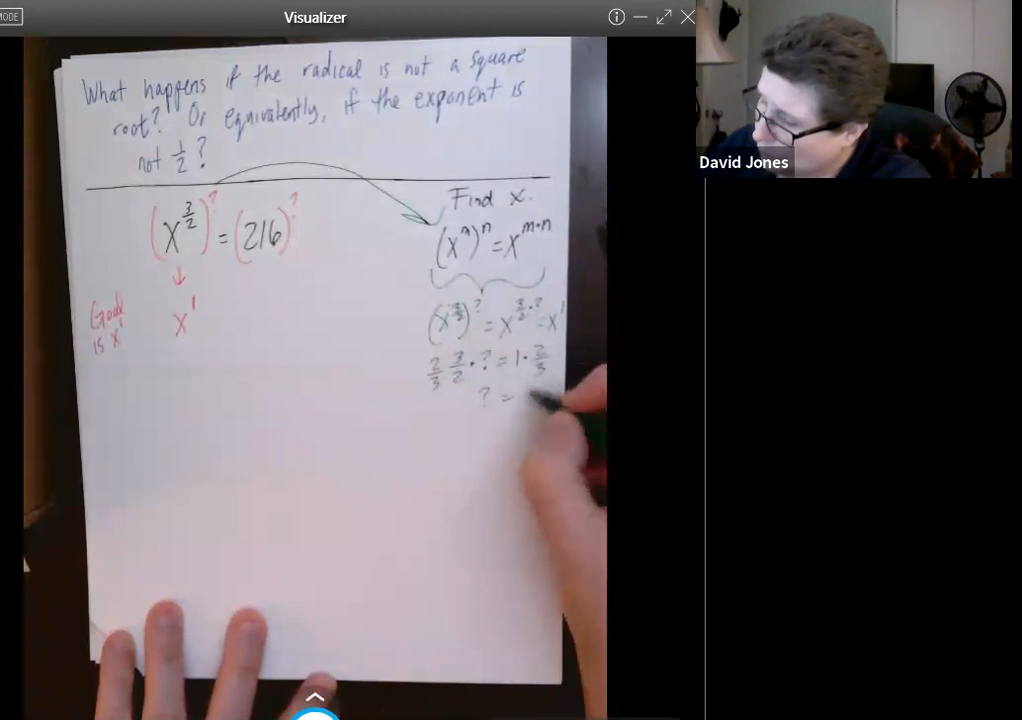 MODE
Visualizer
What happens if the radical is not a square
root? Or equivalently, if the exponent is
not 1/2?
Find x.
(x^(3/2))^? = (216)^?
(x^m)^n = x^(m·n)
Goal is x^1
x^1
(x^(3/2))^? = x^(3/2·?) = x^1
2/3 3/2 · ? = 1 · 2/3
? =
David Jones